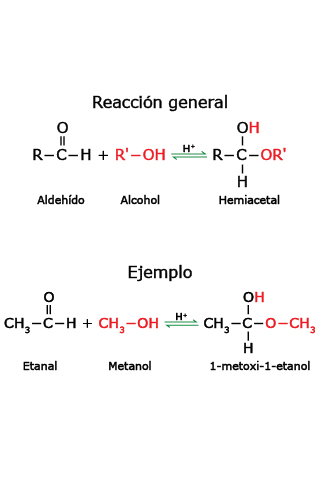 Reacción general
O OH
R C H + R' OH H+ R C OR'
H
Aldehído Alcohol Hemiacetal
Ejemplo
O OH
CH3 C H + CH3 OH H+ CH3 C O CH3
H
Etanal Metanol 1-metoxi-1-etanol